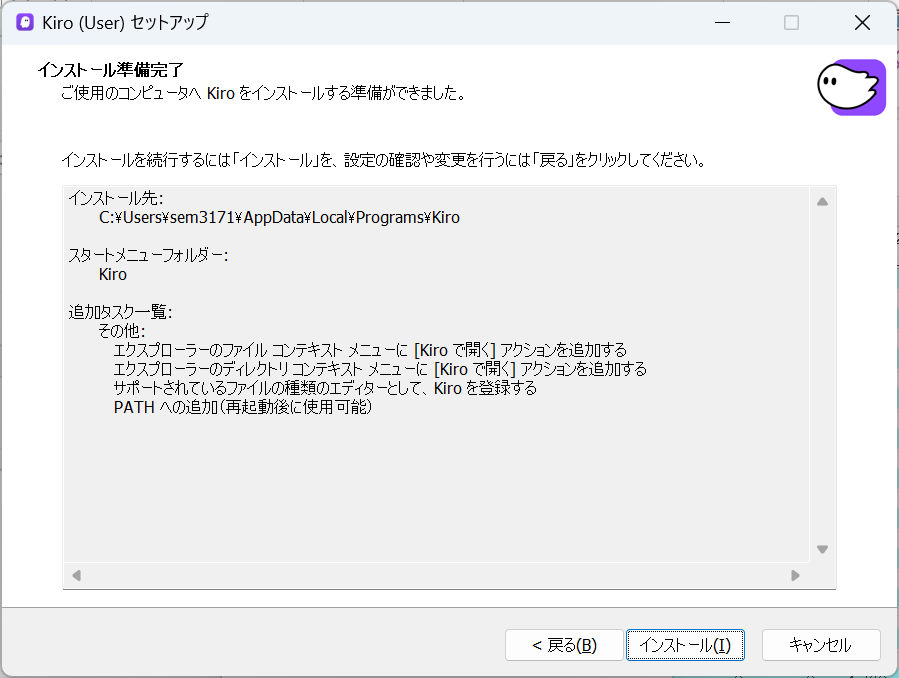 Kiro (User) セットアップ
インストール準備完了
ご使用のコンピュータへ Kiro をインストールする準備ができました。
インストールを続行するには「インストール」を、設定の確認や変更を行うには「戻る」をクリックしてください。
インストール先:
C:¥Users¥sem3171¥AppData¥Local¥Programs¥Kiro
スタートメニューフォルダー:
Kiro
追加タスク一覧:
その他:
エクスプローラーのファイル コンテキスト メニューに [Kiro で開く] アクションを追加する
エクスプローラーのディレクトリ コンテキスト メニューに [Kiro で開く] アクションを追加する
サポートされているファイルの種類のエディターとして、Kiro を登録する
PATH への追加(再起動後に使用可能)
< 戻る(B) インストール(I) キャンセル